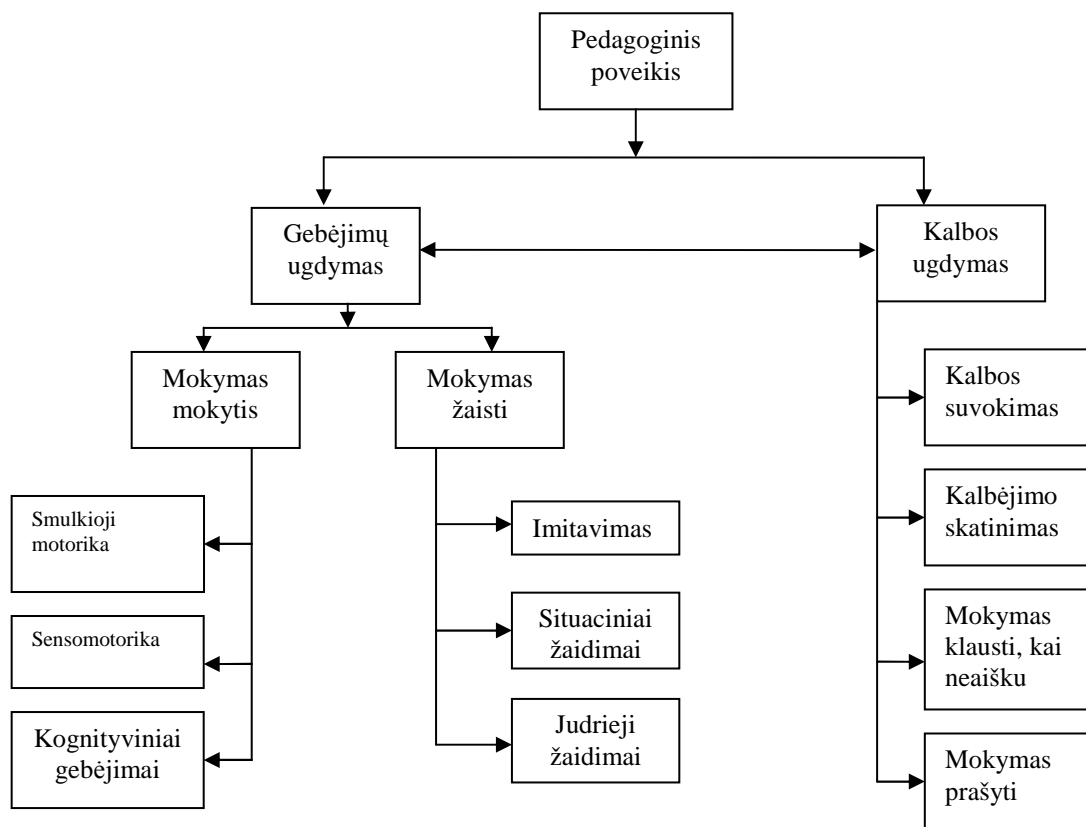 Pedagoginis
poveikis
Gebėjimų
ugdymas
Kalbos
ugdymas
Mokymas
mokytis
Mokymas
žaisti
Kalbos
suvokimas
Smulkioji
motorika
Imitavimas
Kalbėjimo
skatinimas
Sensomotorika
Situaciniai
žaidimai
Mokymas
klausti, kai
neaišku
Kognityviniai
gebėjimai
Judrieji
žaidimai
Mokymas
prašyti